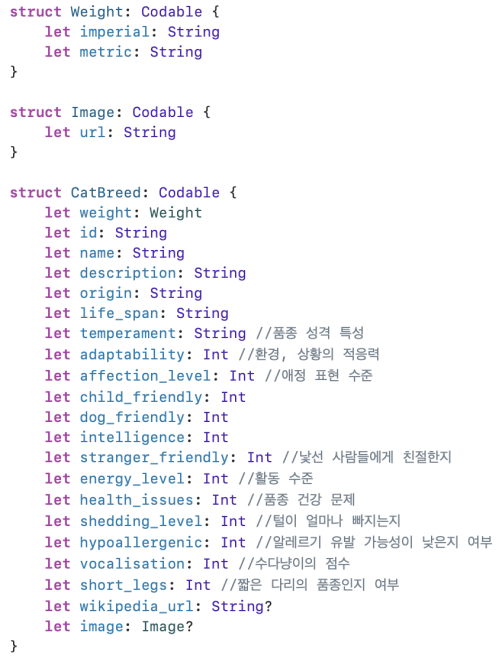 struct Weight: Codable {
    let imperial: String
    let metric: String
}

struct Image: Codable {
    let url: String
}

struct CatBreed: Codable {
    let weight: Weight
    let id: String
    let name: String
    let description: String
    let origin: String
    let life_span: String
    let temperament: String //품종 성격 특성
    let adaptability: Int //환경, 상황의 적응력
    let affection_level: Int //애정 표현 수준
    let child_friendly: Int
    let dog_friendly: Int
    let intelligence: Int
    let stranger_friendly: Int //낯선 사람들에게 친절한지
    let energy_level: Int //활동 수준
    let health_issues: Int //품종 건강 문제
    let shedding_level: Int //털이 얼마나 빠지는지
    let hypoallergenic: Int //알레르기 유발 가능성이 낮은지 여부
    let vocalisation: Int //수다냥이의 점수
    let short_legs: Int //짧은 다리의 품종인지 여부
    let wikipedia_url: String?
    let image: Image?
}